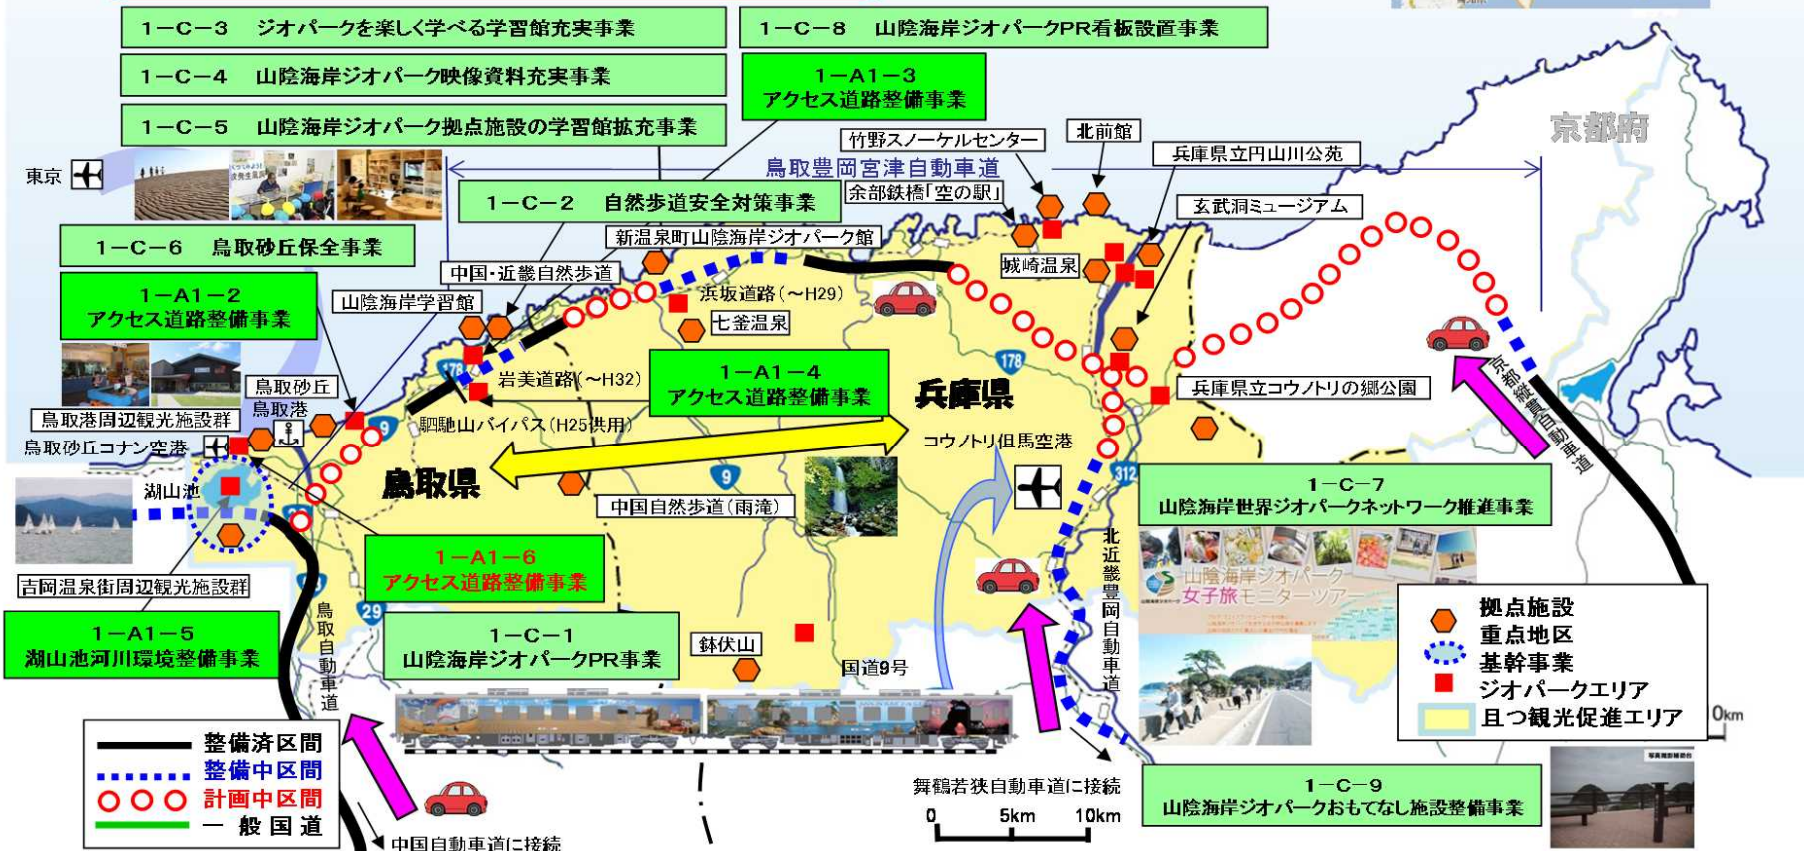 1-C-3 ジオパークを楽しく学べる学習館充実事業
1-C-8 山陰海岸ジオパークPR看板設置事業
1-C-4 山陰海岸ジオパーク映像資料充実事業
1-A1-3
アクセス道路整備事業
1-C-5 山陰海岸ジオパーク拠点施設の学習館拡充事業
京都府
竹野スノーケルセンター
北前館
兵庫県立円山川公苑
東京
鳥取豊岡宮津自動車道
1-C-2 自然歩道安全対策事業
余部鉄橋「空の駅」
玄武洞ミュージアム
1-C-6 鳥取砂丘保全事業
新温泉町山陰海岸ジオパーク館
中国・近畿自然歩道
城崎温泉
1-A1-2
アクセス道路整備事業
山陰海岸学習館
浜坂道路(~H29)
七釜温泉
178
178
岩美道路(~H32)
1-A1-4
アクセス道路整備事業
兵庫県
兵庫県立コウノトリの郷公園
京都縦貫自動車道
鳥取砂丘
鳥取港
鳥取港周辺観光施設群
9
駟馳山バイパス(H25供用)
鳥取砂丘コナン空港
コウノトリ但馬空港
鳥取県
9
312
湖山池
中国自然歩道(雨滝)
1-C-7
山陰海岸世界ジオパークネットワーク推進事業
北近畿豊岡自動車道
1-A1-6
アクセス道路整備事業
山陰海岸ジオパーク
女子旅モニターツアー
吉岡温泉街周辺観光施設群
29
鳥取自動車道
1-A1-5
湖山池河川環境整備事業
1-C-1
山陰海岸ジオパークPR事業
鉢伏山
国道9号
拠点施設
重点地区
基幹事業
ジオパークエリア
且つ観光促進エリア
0km
整備済区間
整備中区間
計画中区間
一般国道
舞鶴若狭自動車道に接続
0 5km 10km
中国自動車道に接続
1-C-9
山陰海岸ジオパークおもてなし施設整備事業